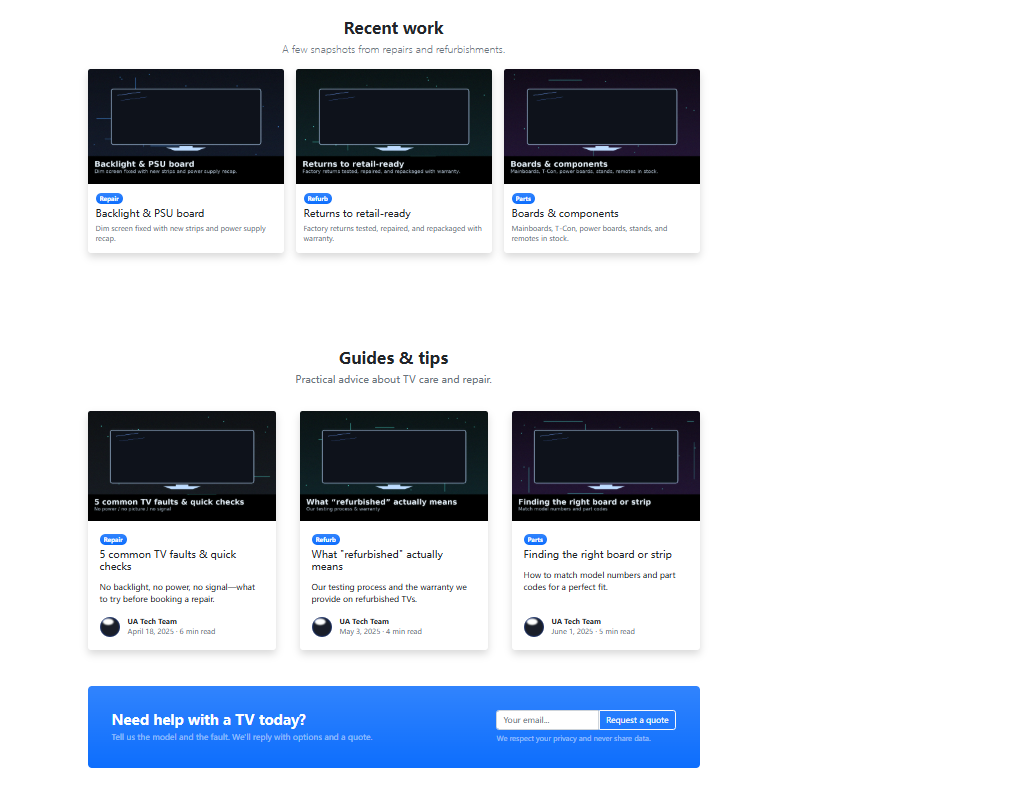 Recent work
A few snapshots from repairs and refurbishments.
Backlight & PSU board
Dim screen fixed with new strips and power supply recap.
Repair
Backlight & PSU board
Dim screen fixed with new strips and power supply
recap.
Returns to retail-ready
Factory returns tested, repaired, and repackaged with warranty.
Refurb
Returns to retail-ready
Factory returns tested, repaired, and repackaged with
warranty.
Boards & components
Mainboards, T-Con, power boards, stands, remotes in stock.
Parts
Boards & components
Mainboards, T-Con, power boards, stands, and
remotes in stock.
Guides & tips
Practical advice about TV care and repair.
5 common TV faults & quick checks
No power / no picture / no signal
Repair
5 common TV faults & quick
checks
No backlight, no power, no signal—what
to try before booking a repair.
UA Tech Team
April 18, 2025 · 6 min read
What “refurbished” actually means
Our testing process & warranty
Refurb
What "refurbished" actually
means
Our testing process and the warranty we
provide on refurbished TVs.
UA Tech Team
May 3, 2025 · 4 min read
Finding the right board or strip
Match model numbers and part codes
Parts
Finding the right board or strip
How to match model numbers and part
codes for a perfect fit.
UA Tech Team
June 1, 2025 · 5 min read
Need help with a TV today?
Tell us the model and the fault. We'll reply with options and a quote.
Your email...
Request a quote
We respect your privacy and never share data.